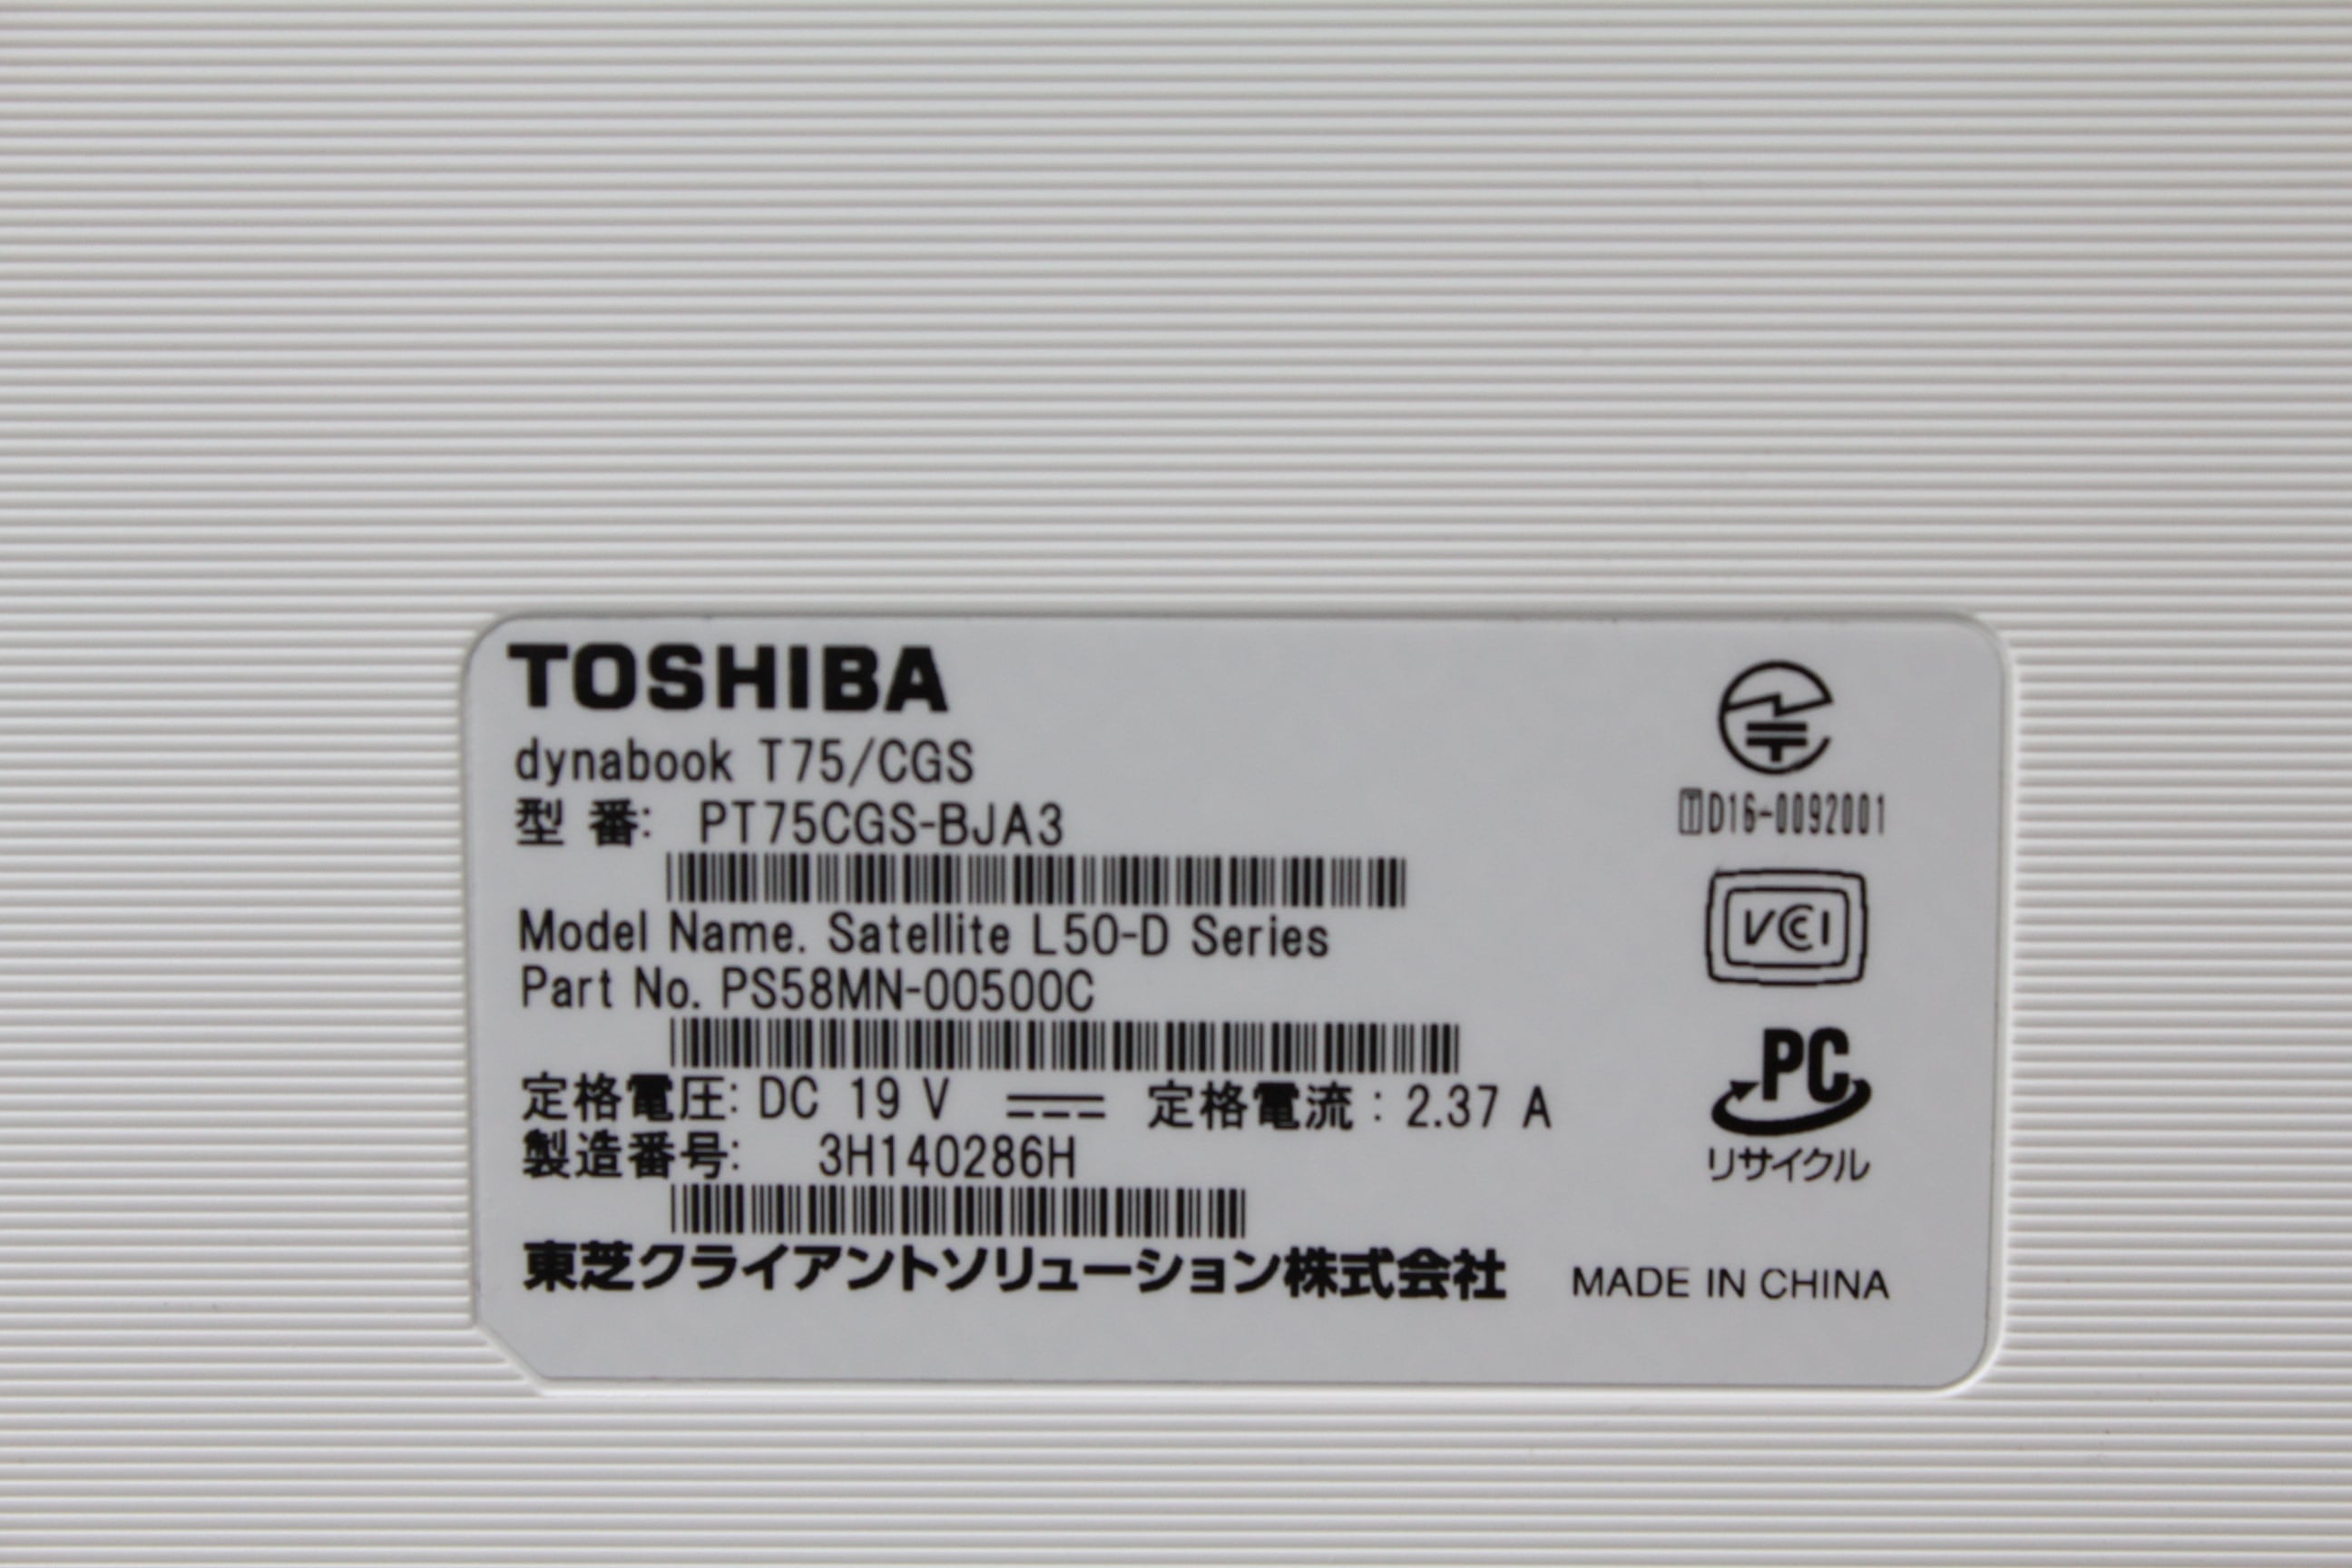 TOSHIBA
dynabook T75/CGS
型 番: PT75CGS-BJA3
Model Name. Satellite L50-D Series
Part No. PS58MN-00500C
定格電圧: DC 19 V 定格電流 : 2.37 A
製造番号: 3H140286H
東芝クライアントソリューション株式会社
T D16-0092001
VCCI
PC
リサイクル
MADE IN CHINA